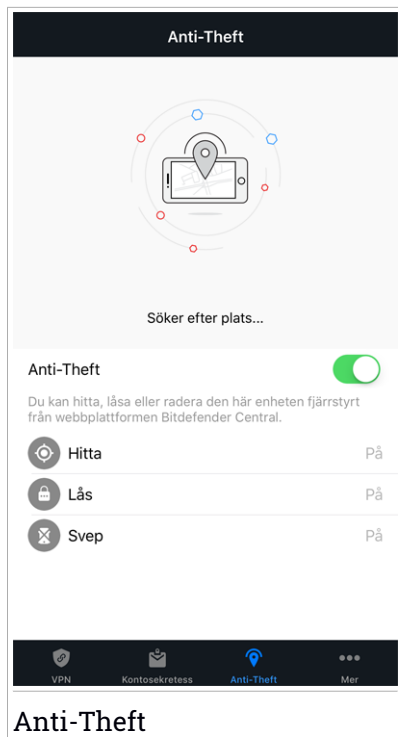 Anti-Theft
Söker efter plats...
Anti-Theft
Du kan hitta, låsa eller radera den här enheten fjärrstyrt
från webbplattformen Bitdefender Central.
Hitta På
Lås På
Svep På
VPN Kontosekretess Anti-Theft Mer
Anti-Theft